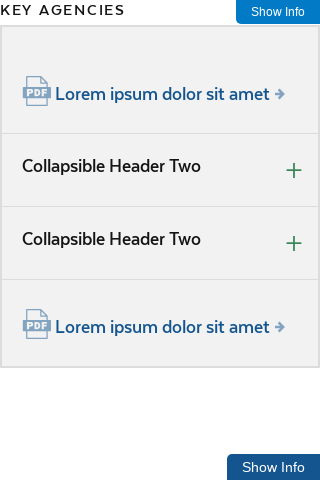 KEY AGENCIES
Show Info
PDF Lorem ipsum dolor sit amet
Collapsible Header Two
Collapsible Header Two
PDF Lorem ipsum dolor sit amet
Show Info